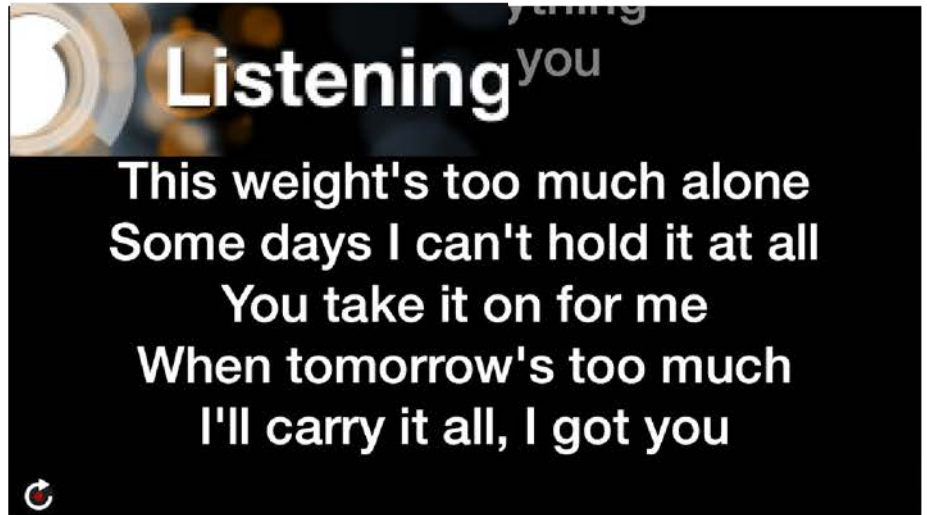 you
Listening
This weight's too much alone
Some days I can't hold it at all
You take it on for me
When tomorrow's too much
I'll carry it all, I got you